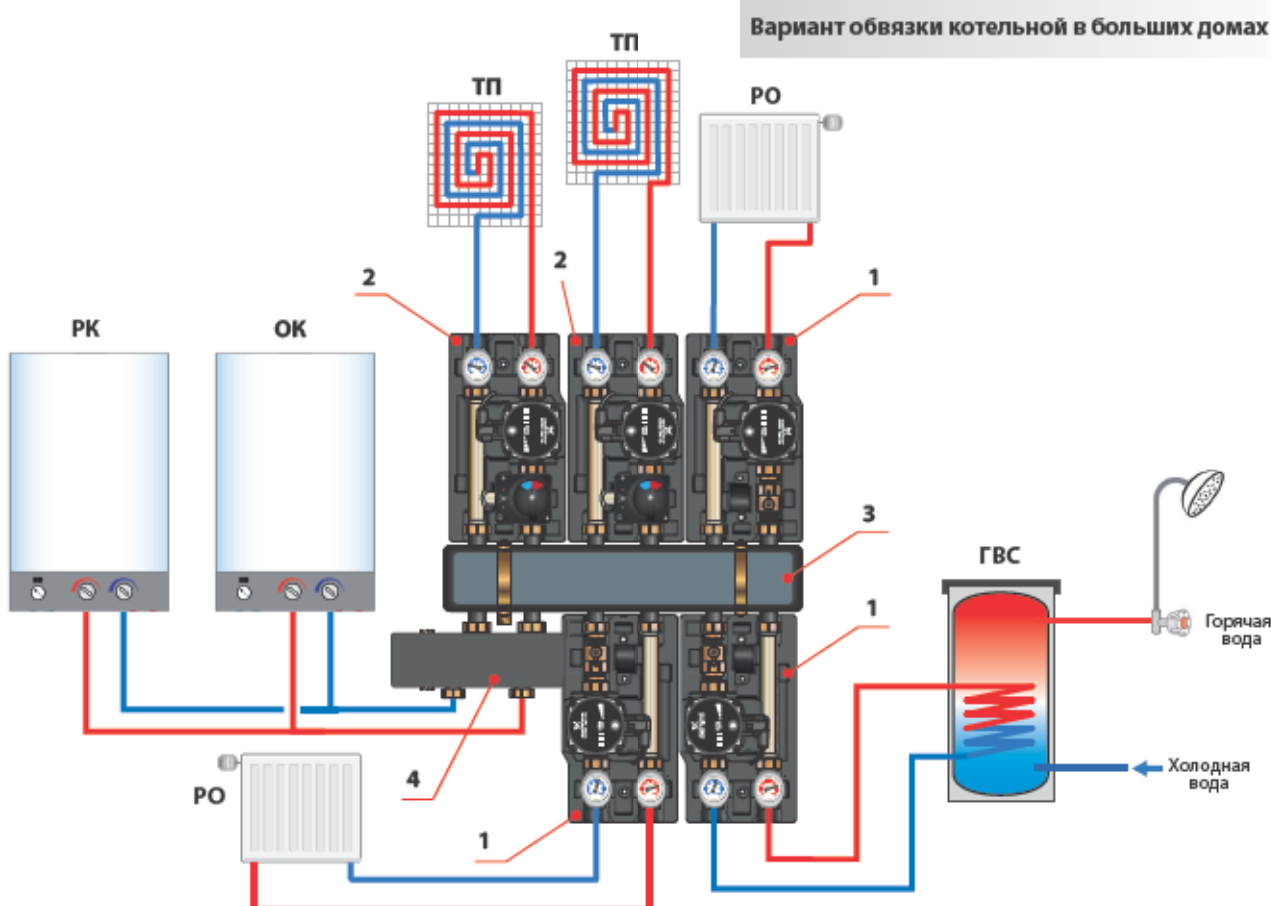 Вариант обвязки котельной в больших домах
ТП
ТП
РО
2
2
1
РК
ОК
3
ГВС
1
Горячая
вода
4
РО
Холодная
вода
1